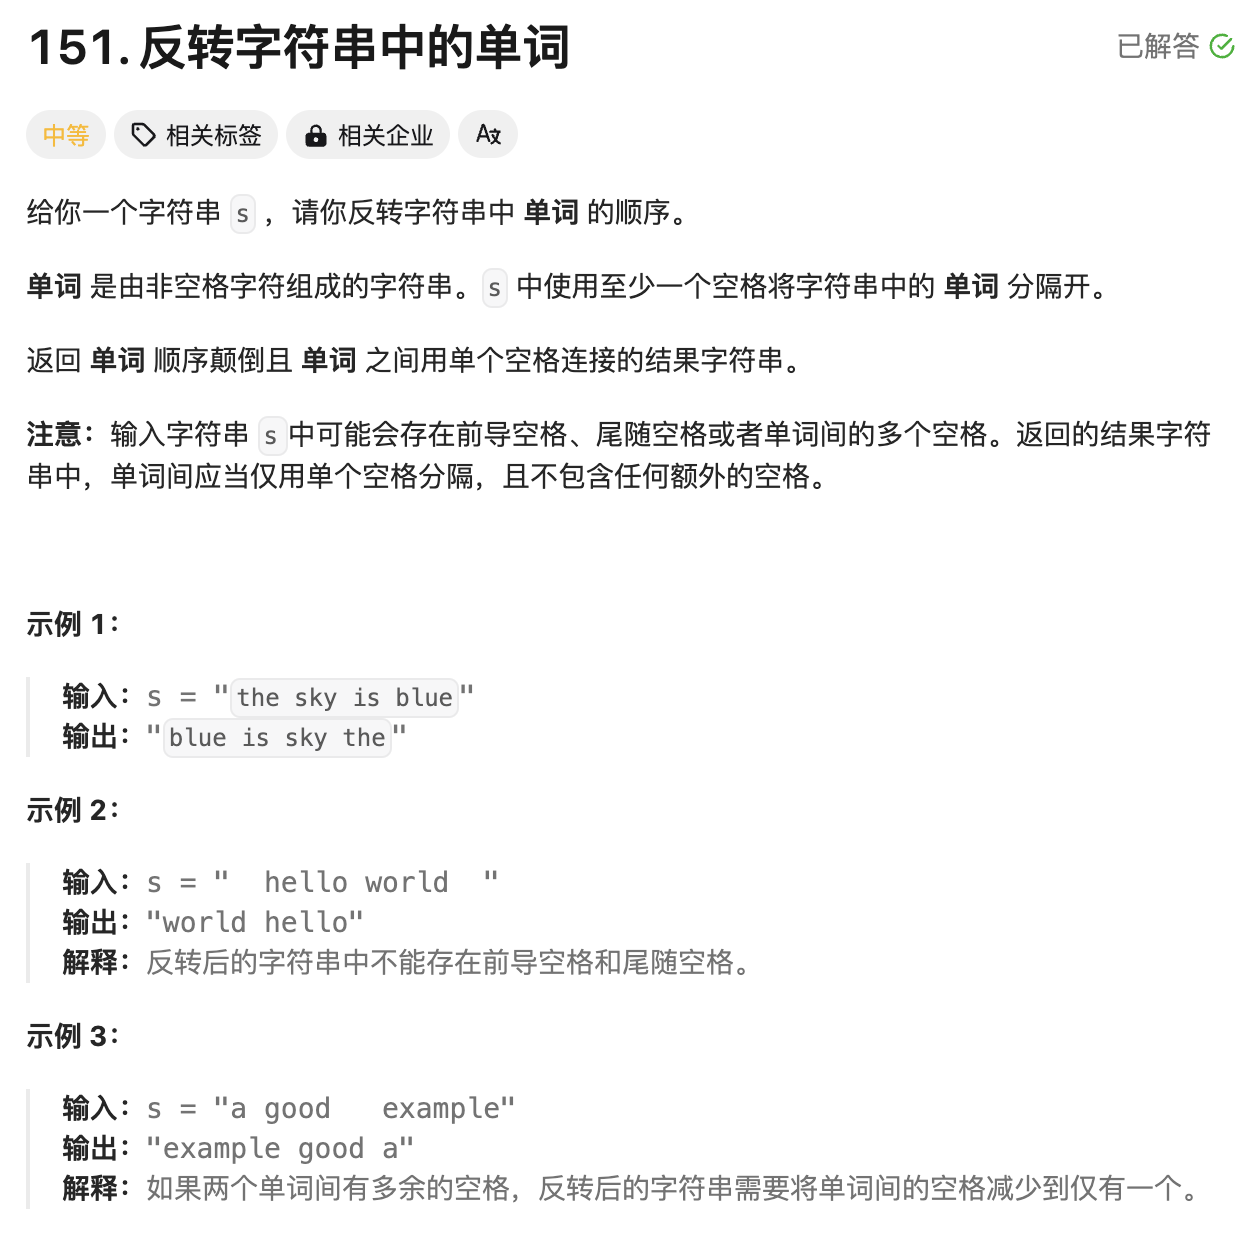 151. 反转字符串中的单词
已解答
中等 相关标签 相关企业
给你一个字符串 s ，请你反转字符串中 单词 的顺序。
单词 是由非空格字符组成的字符串。s 中使用至少一个空格将字符串中的 单词 分隔开。
返回 单词 顺序颠倒且 单词 之间用单个空格连接的结果字符串。
注意：输入字符串 s中可能会存在前导空格、尾随空格或者单词间的多个空格。返回的结果字符
串中，单词间应当仅用单个空格分隔，且不包含任何额外的空格。
示例 1：
输入：s = "the sky is blue"
输出："blue is sky the"
示例 2：
输入：s = "  hello world  "
输出："world hello"
解释：反转后的字符串中不能存在前导空格和尾随空格。
示例 3：
输入：s = "a good   example"
输出："example good a"
解释：如果两个单词间有多余的空格，反转后的字符串需要将单词间的空格减少到仅有一个。